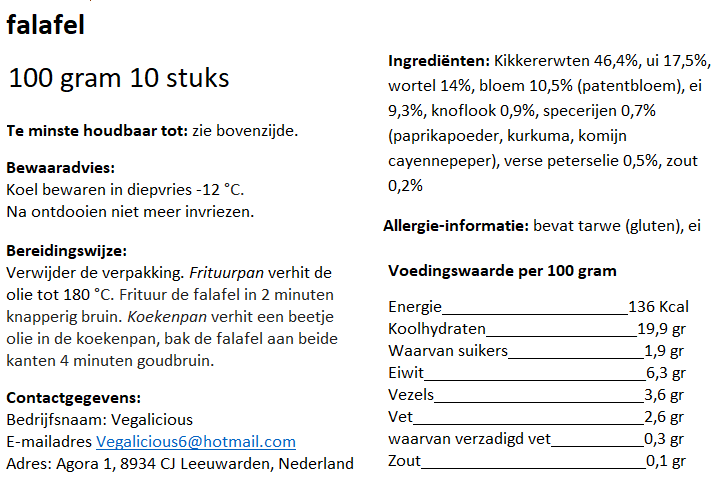 falafel
100 gram 10 stuks
Te minste houdbaar tot: zie bovenzijde.
Bewaaradvies:
Koel bewaren in diepvries -12 °C.
Na ontdooien niet meer invriezen.
Bereidingswijze:
Verwijder de verpakking. Frituurpan verhit de
olie tot 180 °C. Frituur de falafel in 2 minuten
knapperig bruin. Koekenpan verhit een beetje
olie in de koekenpan, bak de falafel aan beide
kanten 4 minuten goudbruin.
Contactgegevens:
Bedrijfsnaam: Vegalicious
E-mailadres Vegalicious6@hotmail.com
Adres: Agora 1, 8934 CJ Leeuwarden, Nederland
Ingrediënten: Kikkererwten 46,4%, ui 17,5%,
wortel 14%, bloem 10,5% (patentbloem), ei
9,3%, knoflook 0,9%, specerijen 0,7%
(paprikapoeder, kurkuma, komijn
cayennepeper), verse peterselie 0,5%, zout
0,2%
Allergie-informatie: bevat tarwe (gluten), ei
Voedingswaarde per 100 gram
Energie 136 Kcal
Koolhydraten 19,9 gr
Waarvan suikers 1,9 gr
Eiwit 6,3 gr
Vezels 3,6 gr
Vet 2,6 gr
waarvan verzadigd vet 0,3 gr
Zout 0,1 gr